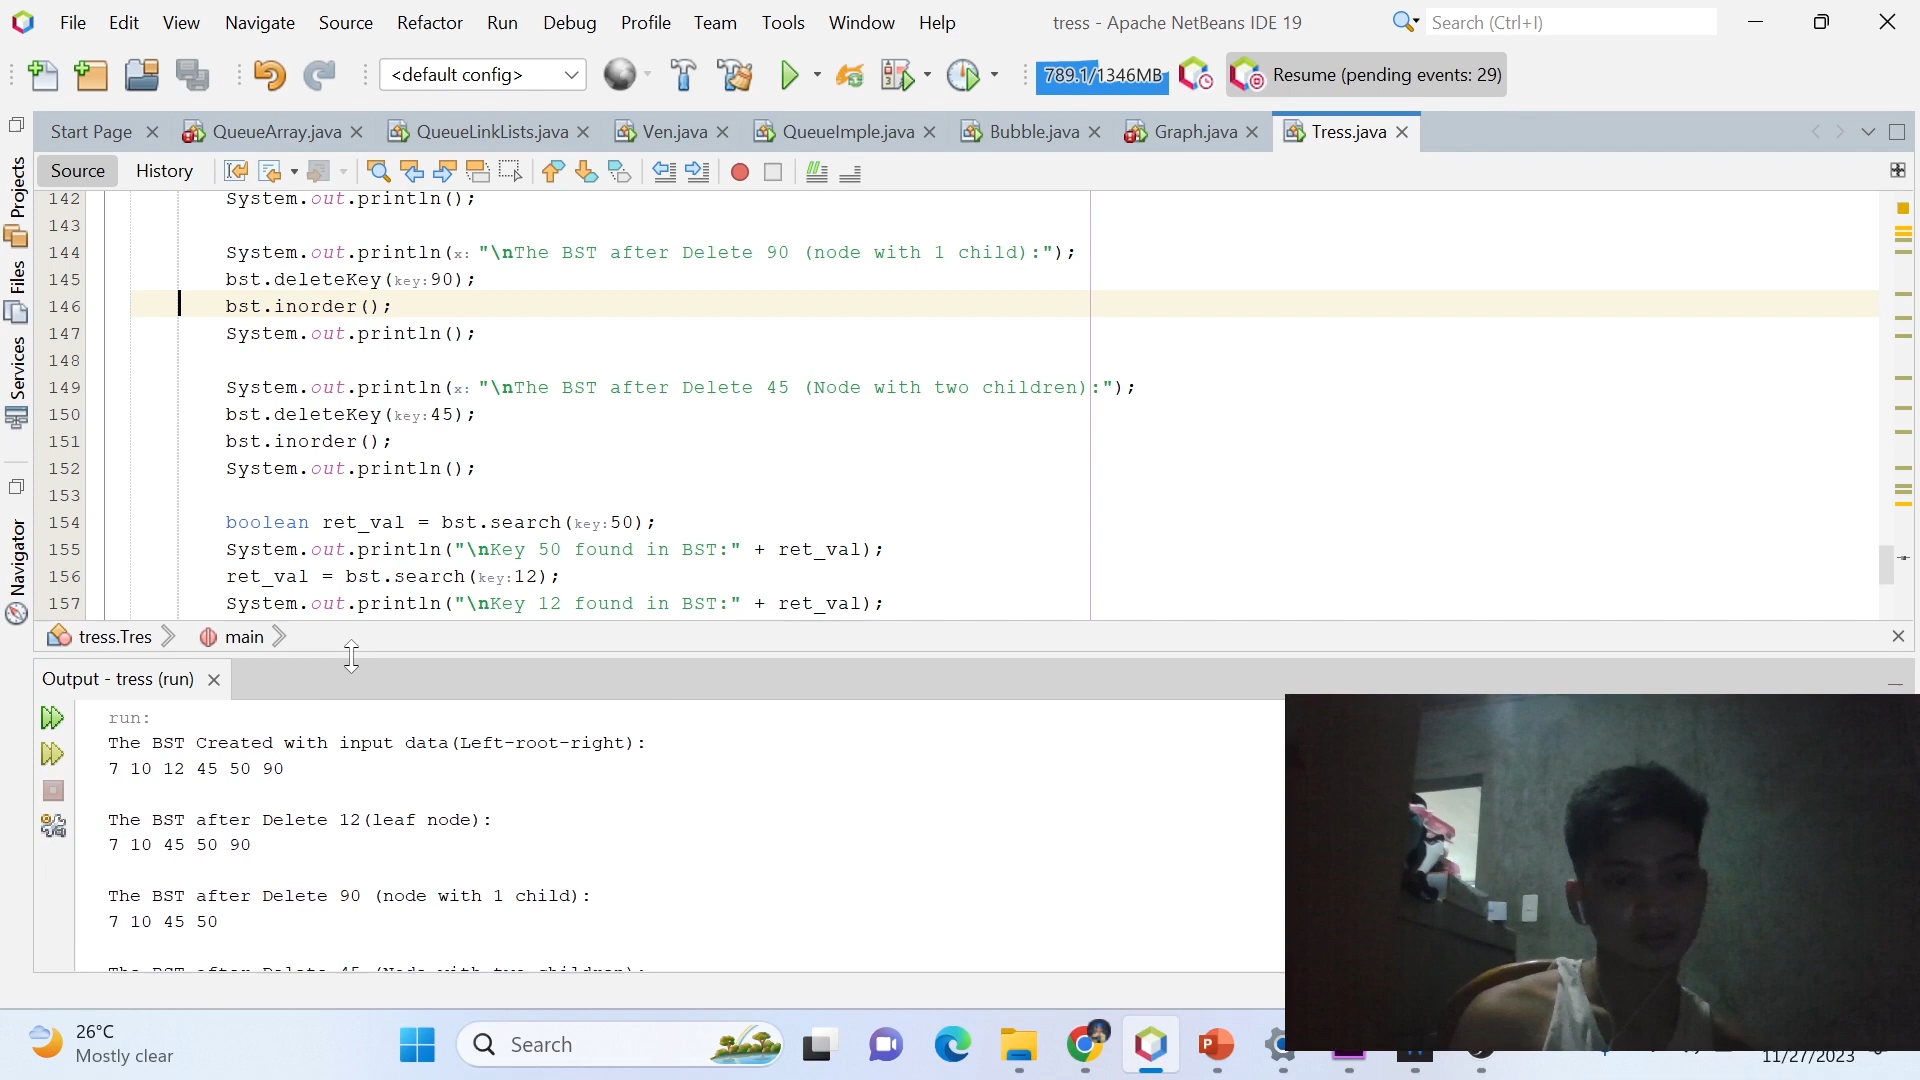 File Edit View Navigate Source Refactor Run Debug Profile Team Tools Window Help tress - Apache NetBeans IDE 19 Search (Ctrl+I)
<default config> 789.1/1346MB Resume (pending events: 29)
Start Page QueueArray.java QueueLinkLists.java Ven.java QueueImple.java Bubble.java Graph.java Tress.java
Source History
Projects
Files
Services
Navigator
142 System.out.println();
143
144 System.out.println(x: "\nThe BST after Delete 90 (node with 1 child):");
145 bst.deleteKey(key:90);
146 bst.inorder();
147 System.out.println();
148
149 System.out.println(x: "\nThe BST after Delete 45 (Node with two children):");
150 bst.deleteKey(key:45);
151 bst.inorder();
152 System.out.println();
153
154 boolean ret_val = bst.search(key:50);
155 System.out.println("\nKey 50 found in BST:" + ret_val);
156 ret_val = bst.search(key:12);
157 System.out.println("\nKey 12 found in BST:" + ret_val);
tress.Tres main
Output - tress (run)
run:
The BST Created with input data(Left-root-right):
7 10 12 45 50 90
The BST after Delete 12(leaf node):
7 10 45 50 90
The BST after Delete 90 (node with 1 child):
7 10 45 50
The BST after Delete 45 (Node with two children):
26°C
Mostly clear
Search
11/27/2023